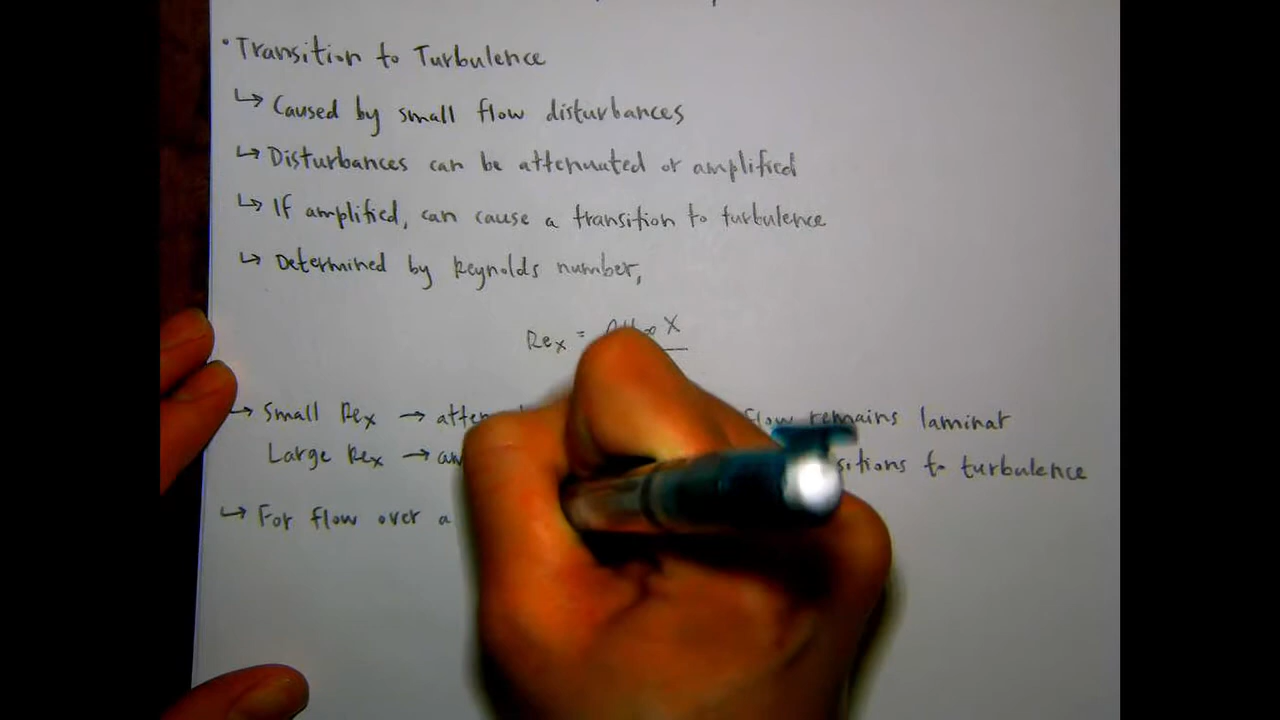 • Transition to Turbulence
↳ Caused by small flow disturbances
↳ Disturbances can be attenuated or amplified
↳ If amplified, can cause a transition to turbulence
↳ Determined by Reynolds number,
Rex = X
↳ Small Rex → flow remains laminar
Large Rex → to turbulence
↳ For flow over a